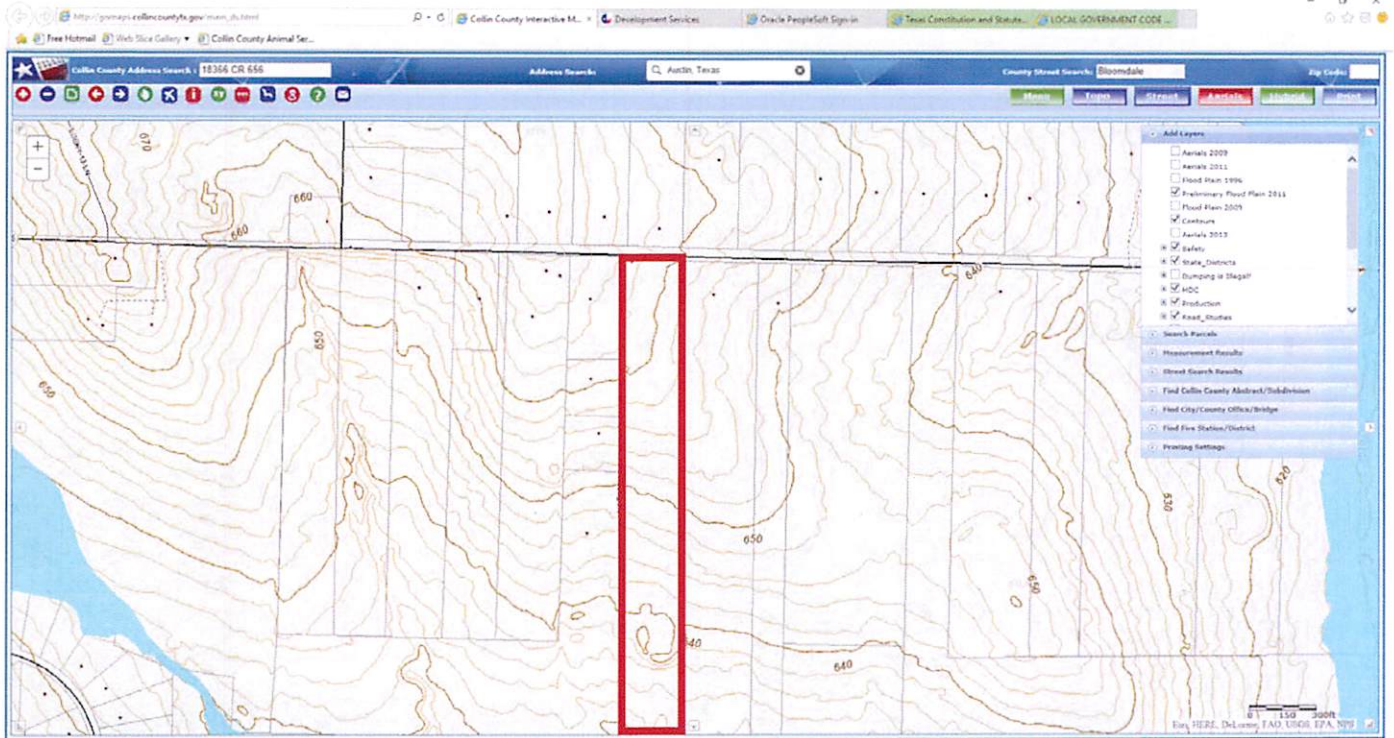 http://gismaps.collincountytx.gov/main_ds.html
Collin County Interactive M...
Development Services
Oracle PeopleSoft Sign-in
Texas Constitution and Statute...
LOCAL GOVERNMENT CODE ...
Free Hotmail
Web Slice Gallery
Collin County Animal Ser...
Collin County Address Search : 18366 CR 656
Address Search:
Austin, Texas
County Street Search: Bloomdale
Zip Code:
Menu
Topo
Street
Aerials
Hybrid
Print
+
−
Add Layers
Aerials 2009
Aerials 2011
Flood Plain 1996
Preliminary Flood Plain 2011
Flood Plain 2009
Contours
Aerials 2013
Safety
State_Districts
Dumping is Illegal!
MDC
Production
Road_Studies
Search Parcels
Measurement Results
Street Search Results
Find Collin County Abstract/Subdivision
Find City/County Office/Bridge
Find Fire Station/District
Printing Settings
670
660
660
640
650
650
650
650
630
620
640
640
0 150 300ft
Esri, HERE, DeLorme, FAO, USGS, EPA, NPS